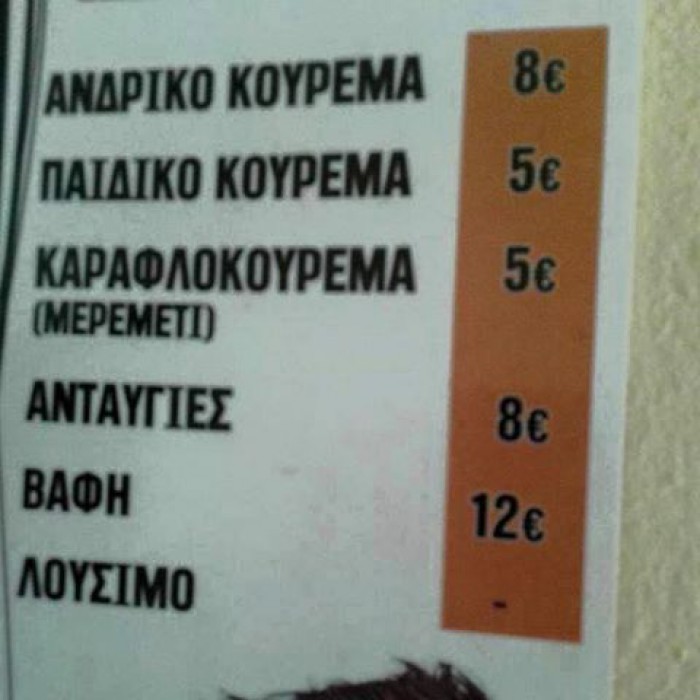 ΑΝΔΡΙΚΟ ΚΟΥΡΕΜΑ 8€
ΠΑΙΔΙΚΟ ΚΟΥΡΕΜΑ 5€
ΚΑΡΑΦΛΟΚΟΥΡΕΜΑ 5€
(ΜΕΡΕΜΕΤΙ)
ΑΝΤΑΥΓΙΕΣ 8€
ΒΑΦΗ 12€
ΛΟΥΣΙΜΟ -